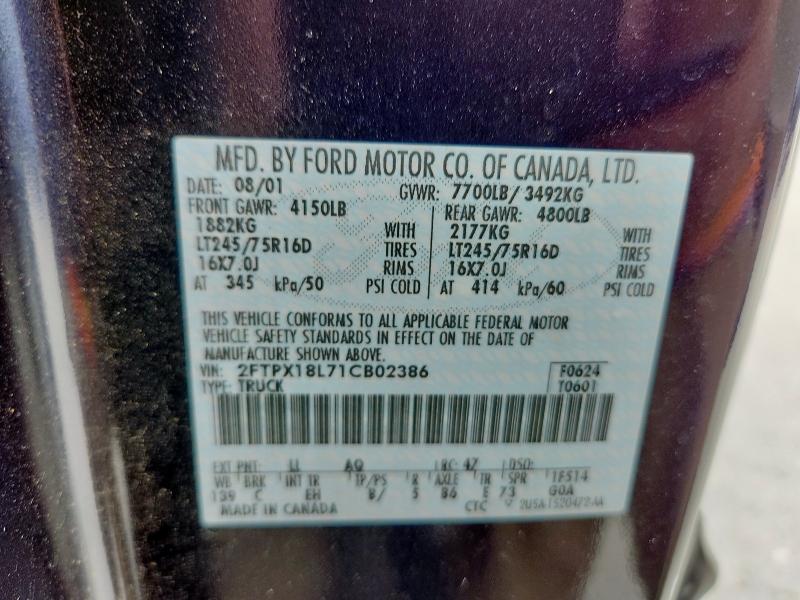 MFD. BY FORD MOTOR CO. OF CANADA, LTD.
DATE: 08/01 GVWR: 7700LB/ 3492KG
FRONT GAWR: 4150LB REAR GAWR: 4800LB
1882KG WITH 2177KG WITH
LT245/75R16D TIRES LT245/75R16D TIRES
16X7.0J RIMS 16X7.0J RIMS
AT 345 kPa/50 PSI COLD AT 414 kPa/60 PSI COLD
THIS VEHICLE CONFORMS TO ALL APPLICABLE FEDERAL MOTOR
VEHICLE SAFETY STANDARDS IN EFFECT ON THE DATE OF
MANUFACTURE SHOWN ABOVE.
VIN: 2FTPX18L71CB02386 F0624
TYPE: TRUCK T0601
EXT PNT: LL AQ RC: 47 DSO:
WB BRK INT TR TP/PS R AXLE TR SPR 1F514
139 C EH B/ 5 B6 E 73 G0A
MADE IN CANADA CTC